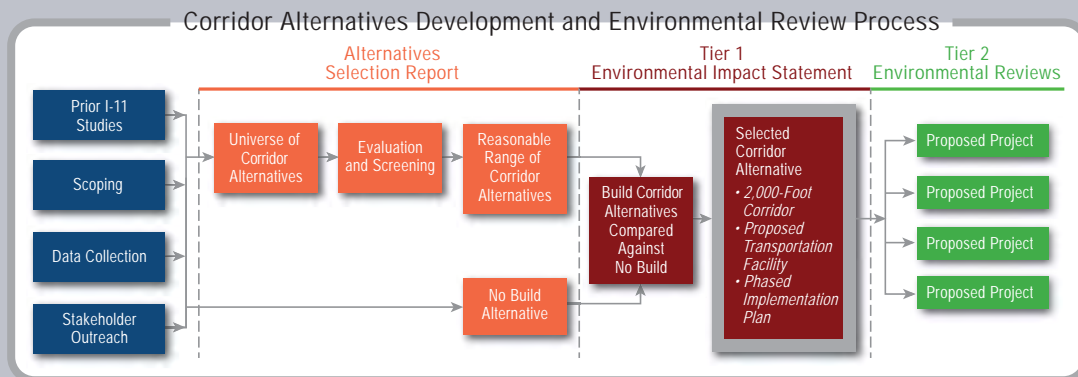 Corridor Alternatives Development and Environmental Review Process
Alternatives
Selection Report
Tier 1
Environmental Impact Statement
Tier 2
Environmental Reviews
Prior I-11
Studies
Scoping
Data Collection
Stakeholder
Outreach
Universe of
Corridor
Alternatives
Evaluation
and Screening
Reasonable
Range of
Corridor
Alternatives
No Build
Alternative
Build Corridor
Alternatives
Compared
Against
No Build
Selected
Corridor
Alternative
• 2,000-Foot
Corridor
• Proposed
Transportation
Facility
• Phased
Implementation
Plan
Proposed Project
Proposed Project
Proposed Project
Proposed Project